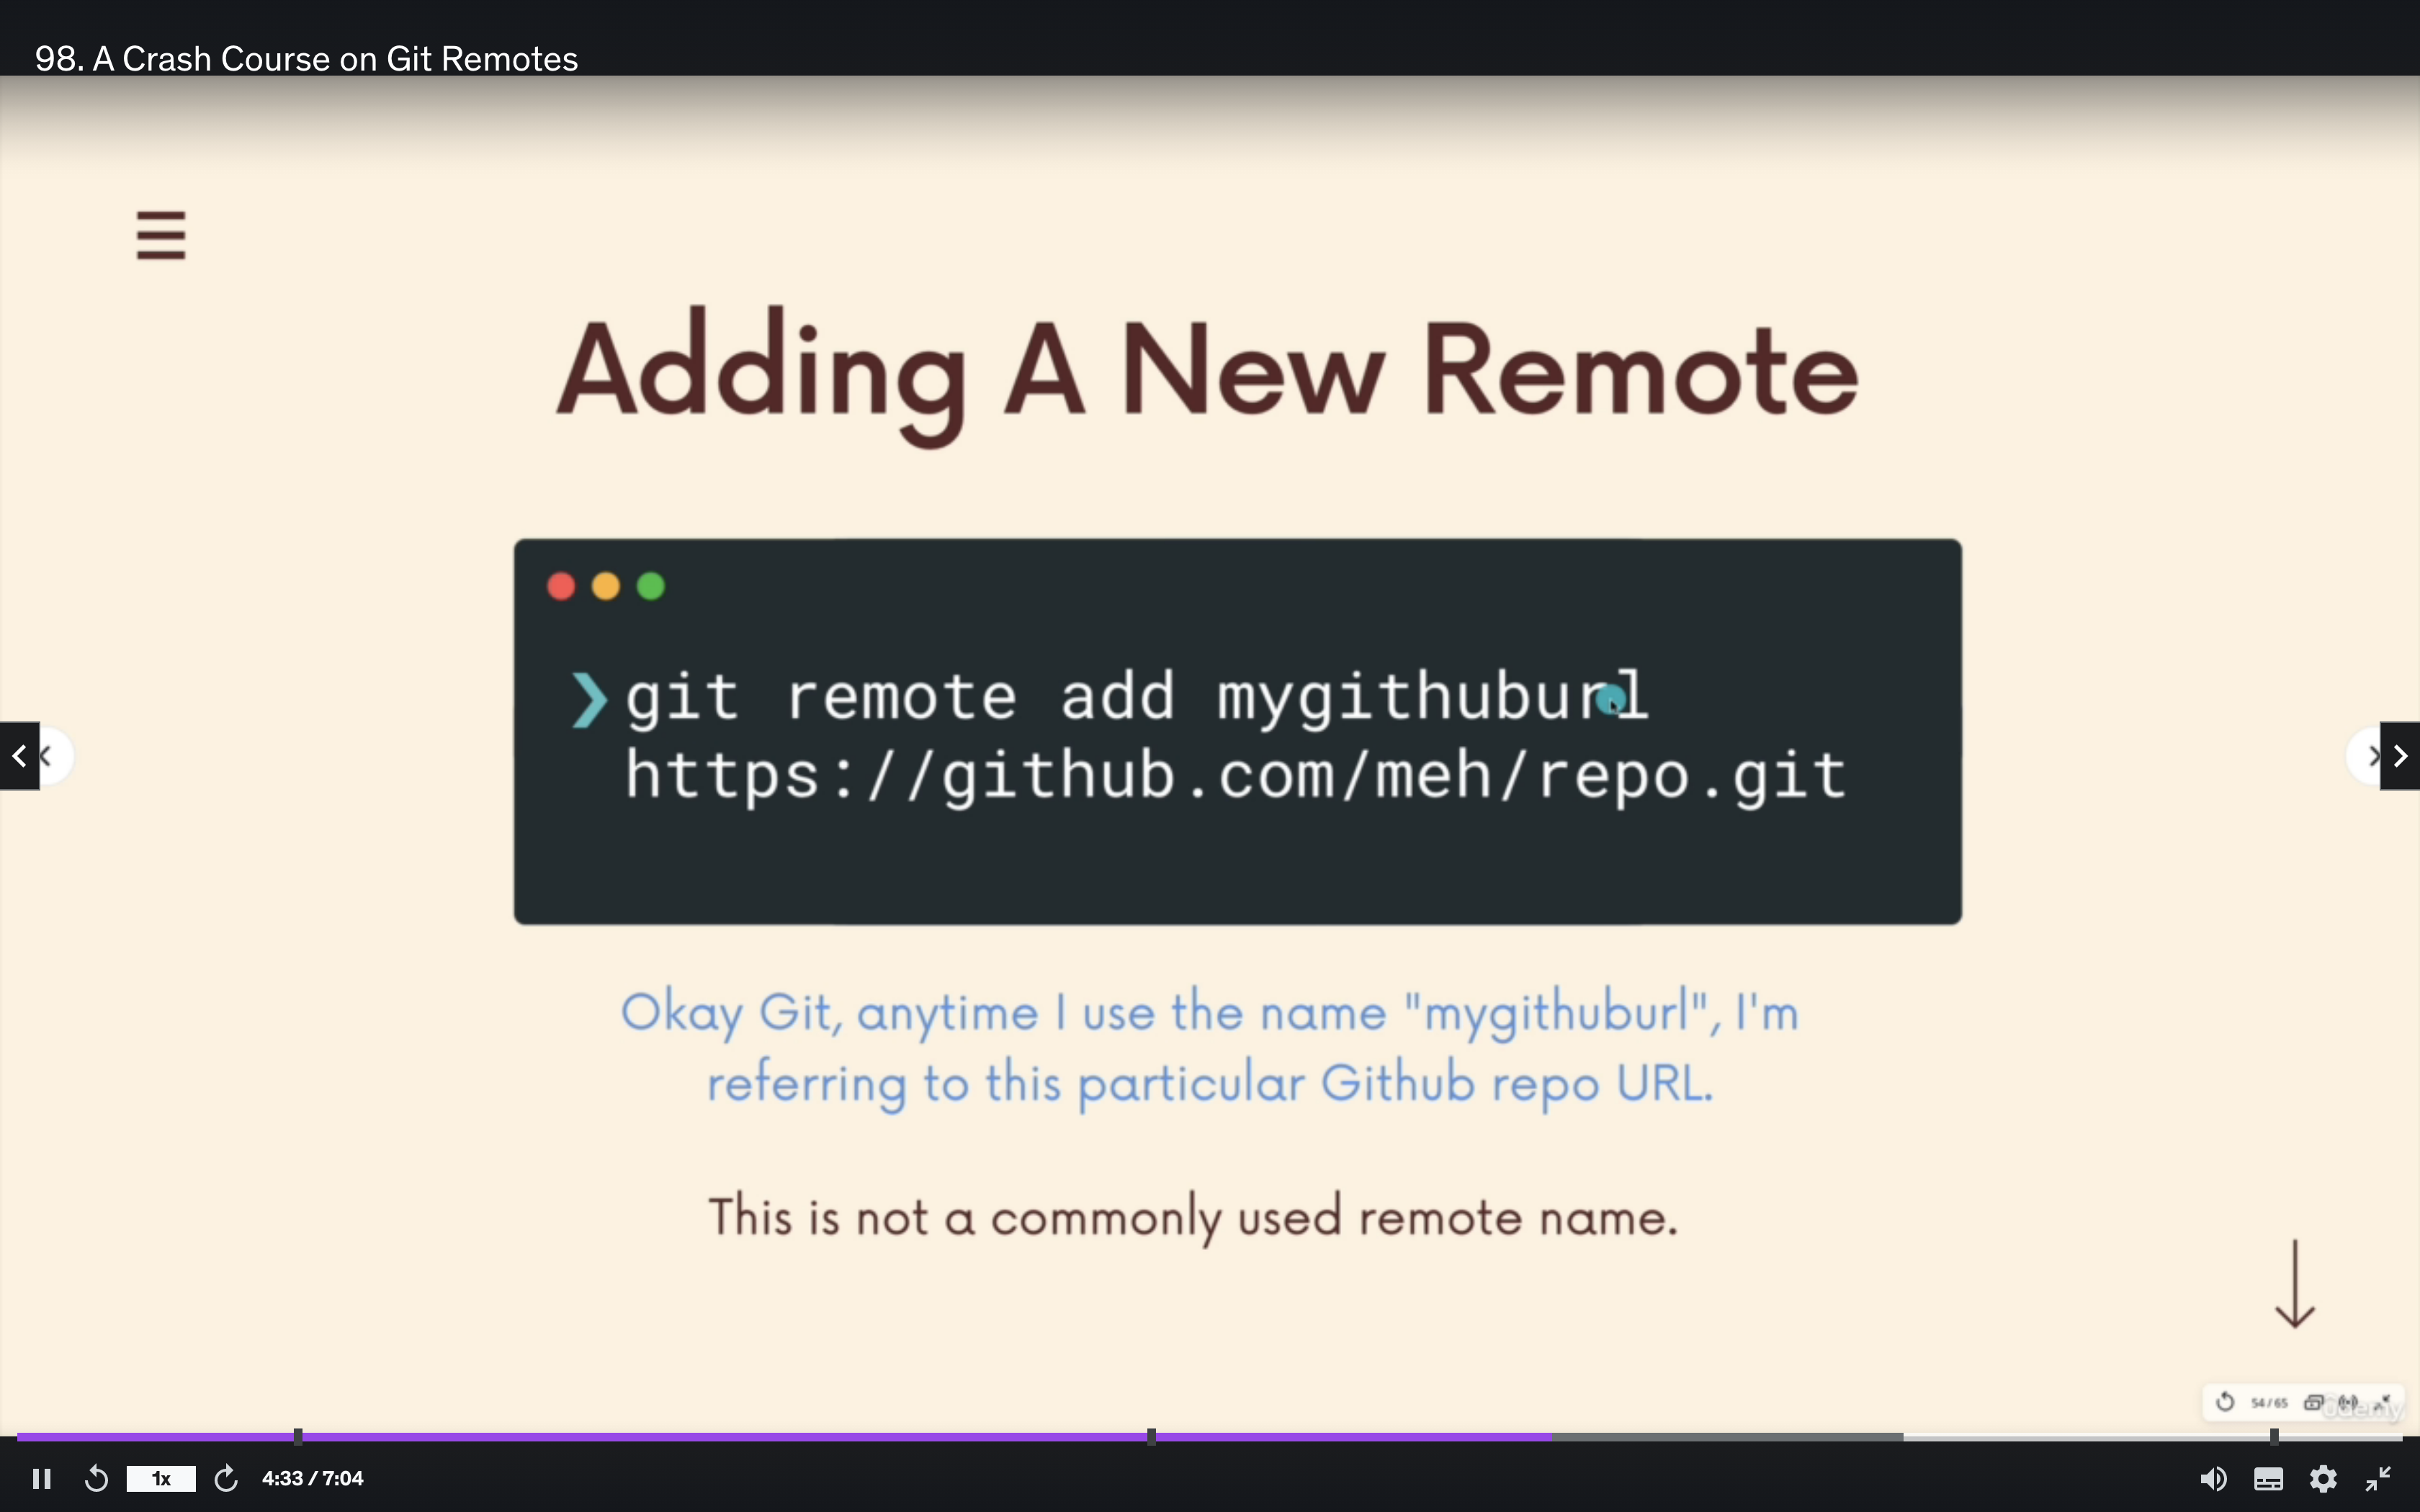 98. A Crash Course on Git Remotes
Adding A New Remote
❯ git remote add mygithuburl
https://github.com/meh/repo.git
Okay Git, anytime I use the name "mygithuburl", I'm
referring to this particular Github repo URL.
This is not a commonly used remote name.
54/65
Udemy
1x
4:33 / 7:04